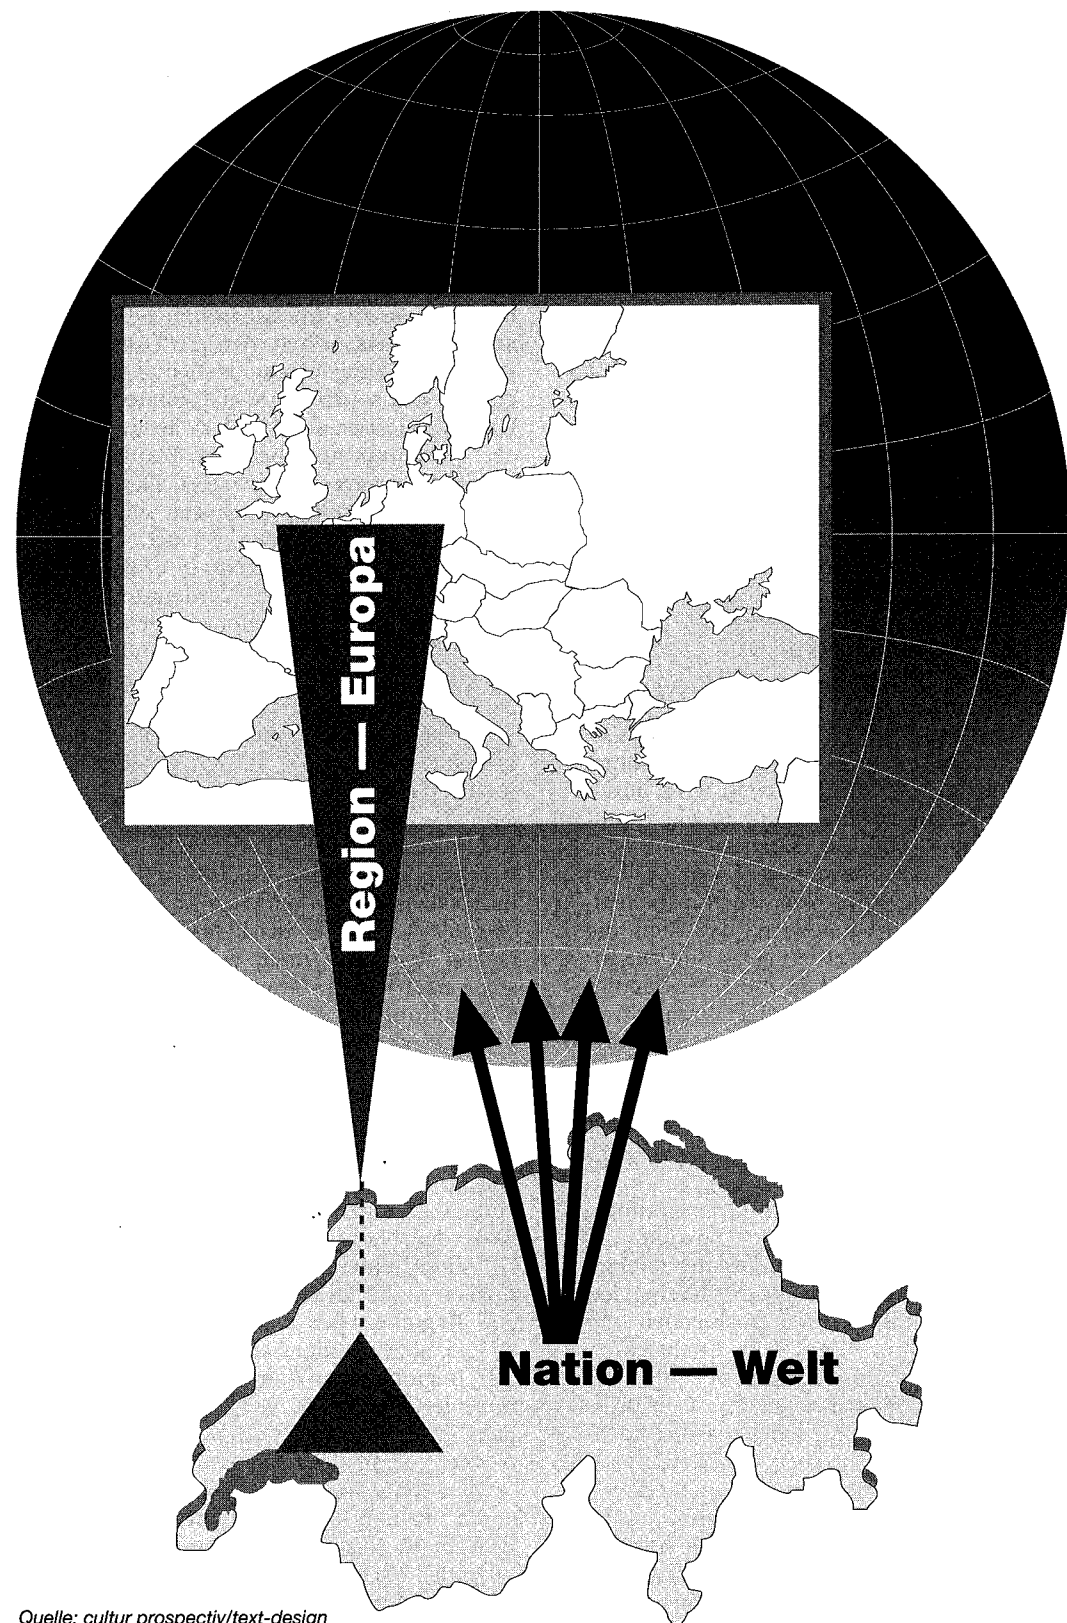 Region — Europa
Nation — Welt
Quelle: cultur prospectiv/text-design